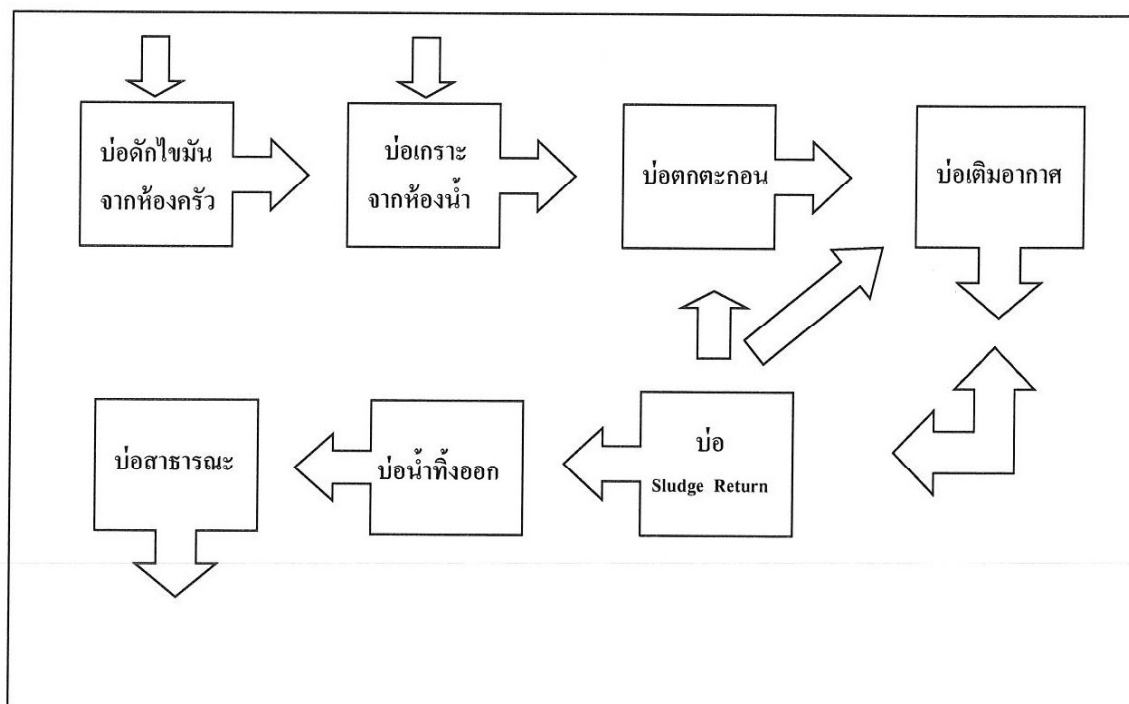 บ่อดักไขมัน
จากห้องครัว
บ่อเกราะ
จากห้องน้ำ
บ่อตกตะกอน
บ่อเติมอากาศ
บ่อสาธารณะ
บ่อน้ำทิ้งออก
บ่อ
Sludge Return